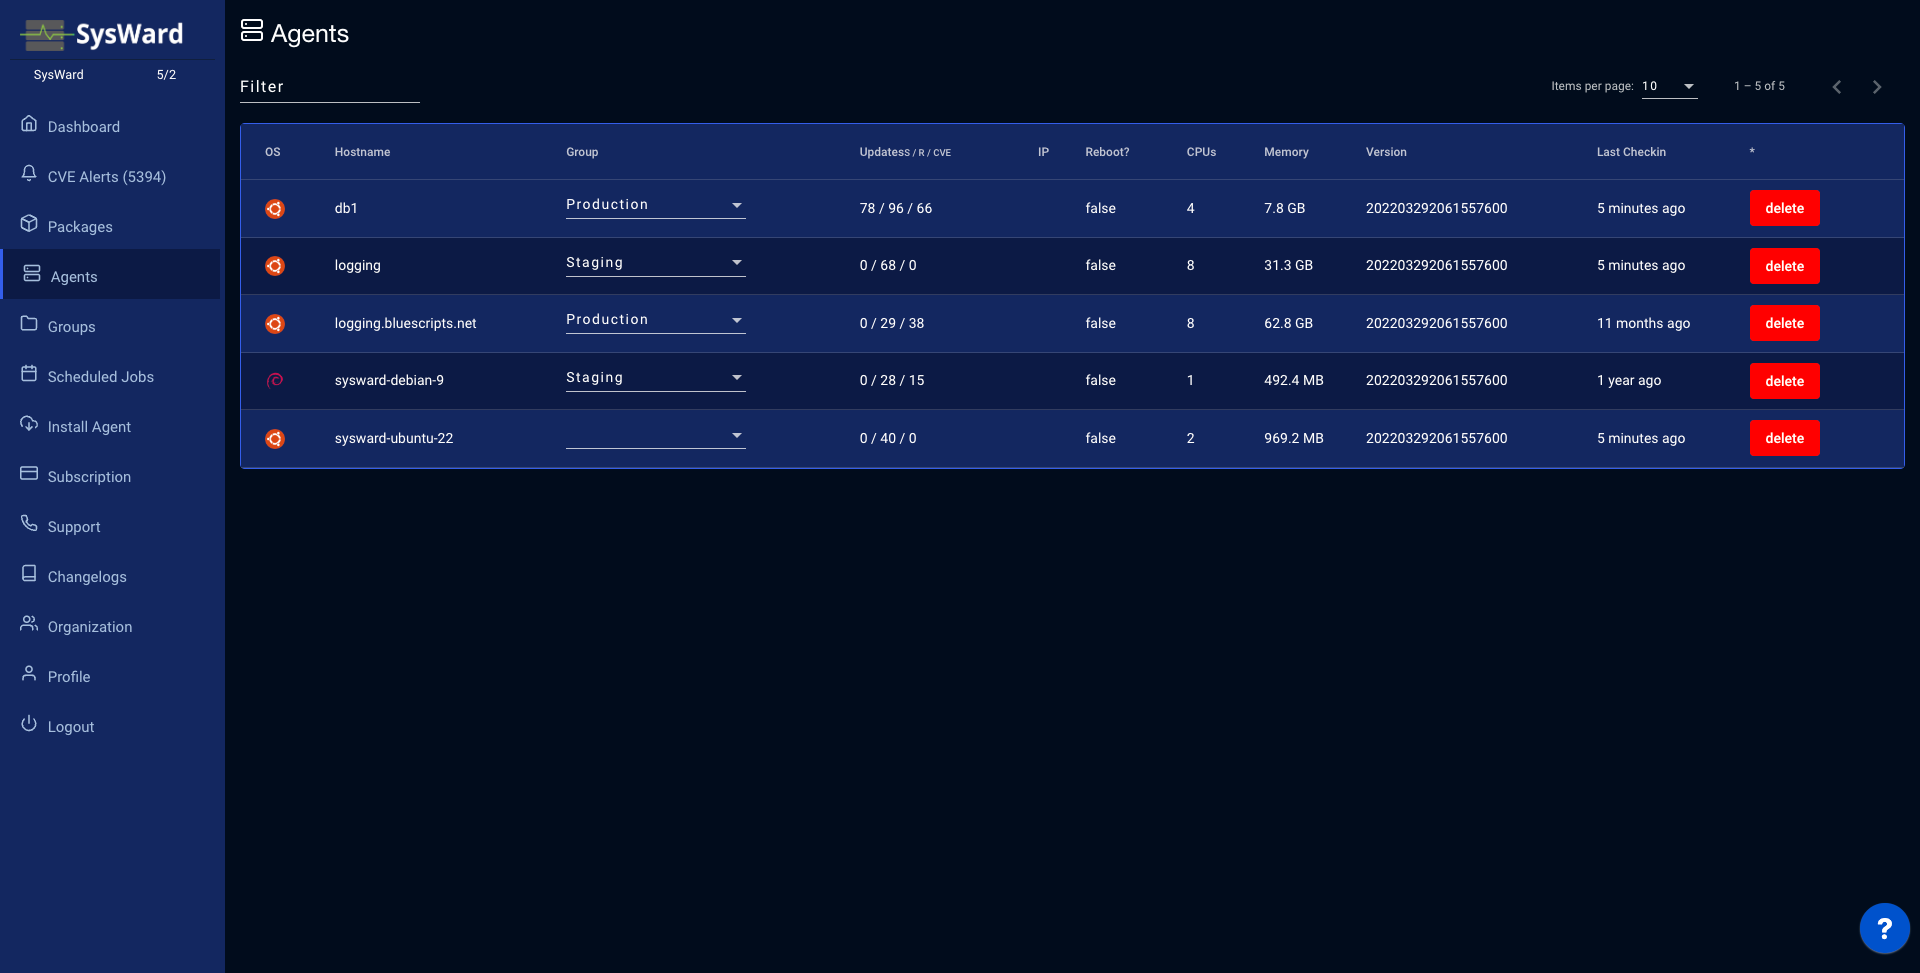 SysWard
SysWard 5/2
Dashboard
CVE Alerts (5394)
Packages
Agents
Groups
Scheduled Jobs
Install Agent
Subscription
Support
Changelogs
Organization
Profile
Logout
Agents
Filter
Items per page: 10 1 – 5 of 5
OS Hostname Group UpdatesS / R / CVE IP Reboot? CPUs Memory Version Last Checkin *
db1 Production 78 / 96 / 66 false 4 7.8 GB 202203292061557600 5 minutes ago delete
logging Staging 0 / 68 / 0 false 8 31.3 GB 202203292061557600 5 minutes ago delete
logging.bluescripts.net Production 0 / 29 / 38 false 8 62.8 GB 202203292061557600 11 months ago delete
sysward-debian-9 Staging 0 / 28 / 15 false 1 492.4 MB 202203292061557600 1 year ago delete
sysward-ubuntu-22 0 / 40 / 0 false 2 969.2 MB 202203292061557600 5 minutes ago delete
?